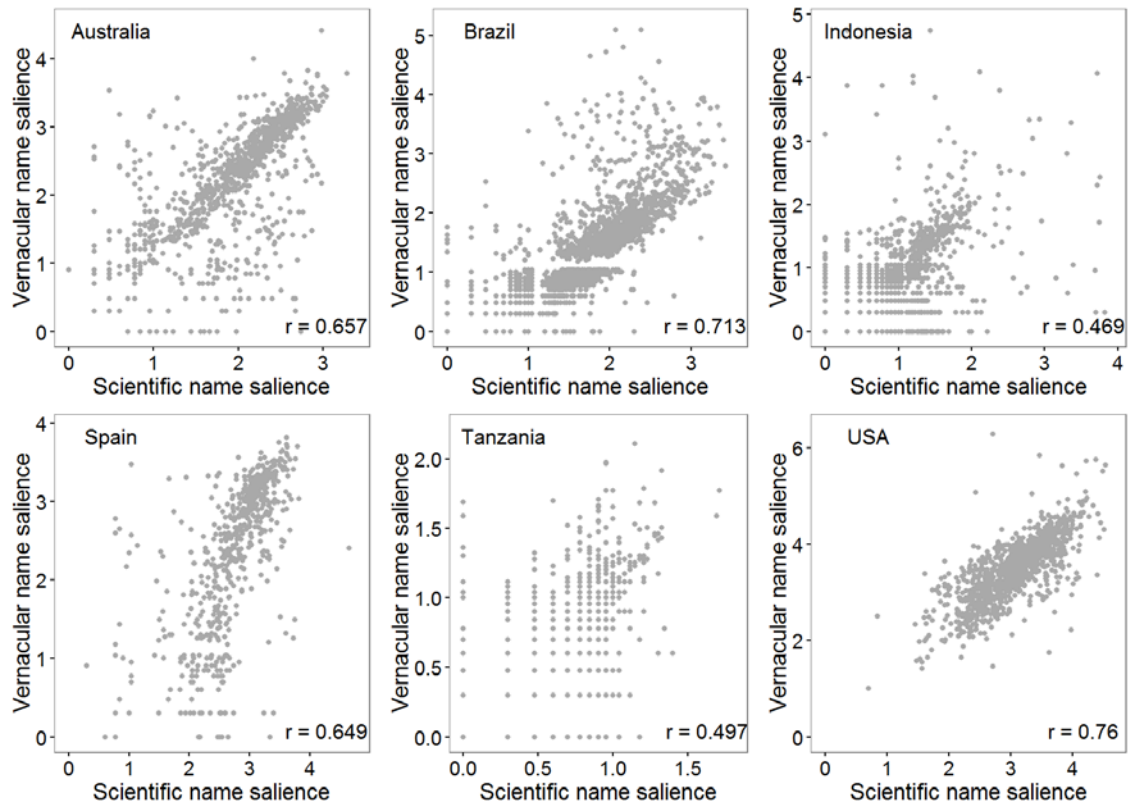 Australia
Vernacular name salience
4
3
2
1
0
0 1 2 3
r = 0.657
Scientific name salience
Brazil
Vernacular name salience
5
4
3
2
1
0
0 1 2 3
r = 0.713
Scientific name salience
Indonesia
Vernacular name salience
5
4
3
2
1
0
0 1 2 3 4
r = 0.469
Scientific name salience
Spain
Vernacular name salience
4
3
2
1
0
0 1 2 3 4
r = 0.649
Scientific name salience
Tanzania
Vernacular name salience
2.0
1.5
1.0
0.5
0.0
0.0 0.5 1.0 1.5
r = 0.497
Scientific name salience
USA
Vernacular name salience
6
4
2
0
0 1 2 3 4
r = 0.76
Scientific name salience